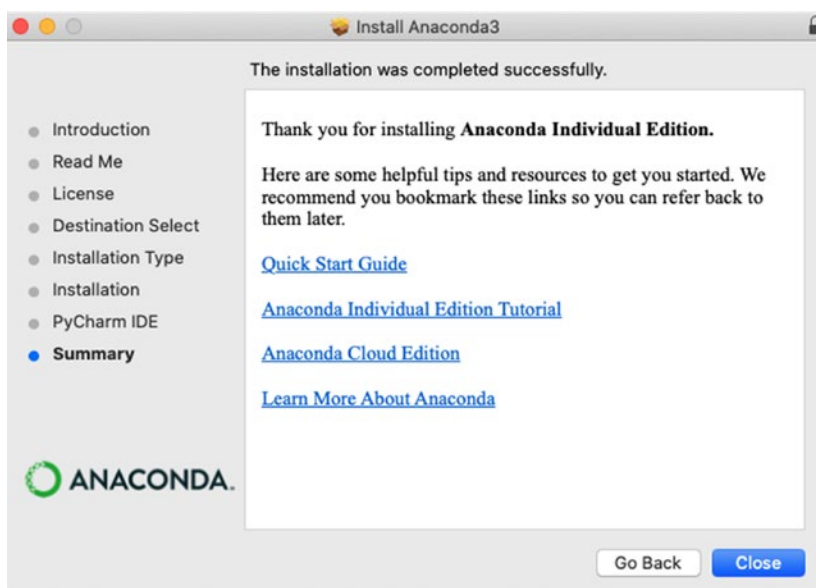 Install Anaconda3
The installation was completed successfully.
Introduction
Read Me
License
Destination Select
Installation Type
Installation
PyCharm IDE
Summary
ANACONDA.
Thank you for installing Anaconda Individual Edition.
Here are some helpful tips and resources to get you started. We
recommend you bookmark these links so you can refer back to
them later.
Quick Start Guide
Anaconda Individual Edition Tutorial
Anaconda Cloud Edition
Learn More About Anaconda
Go Back
Close